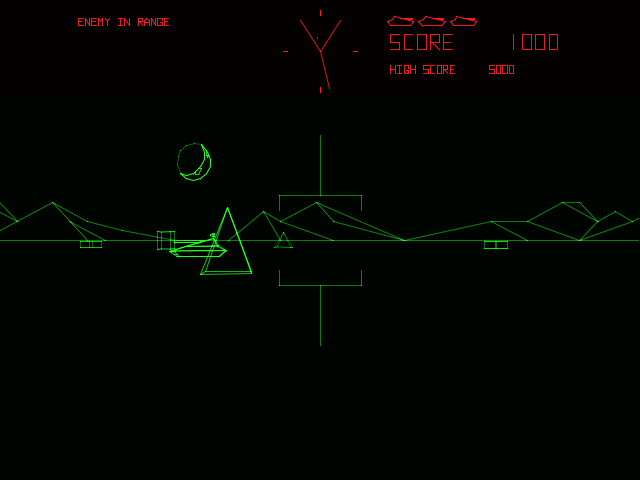 ENEMY IN RANGE
SCORE 1000
HIGH SCORE 5000